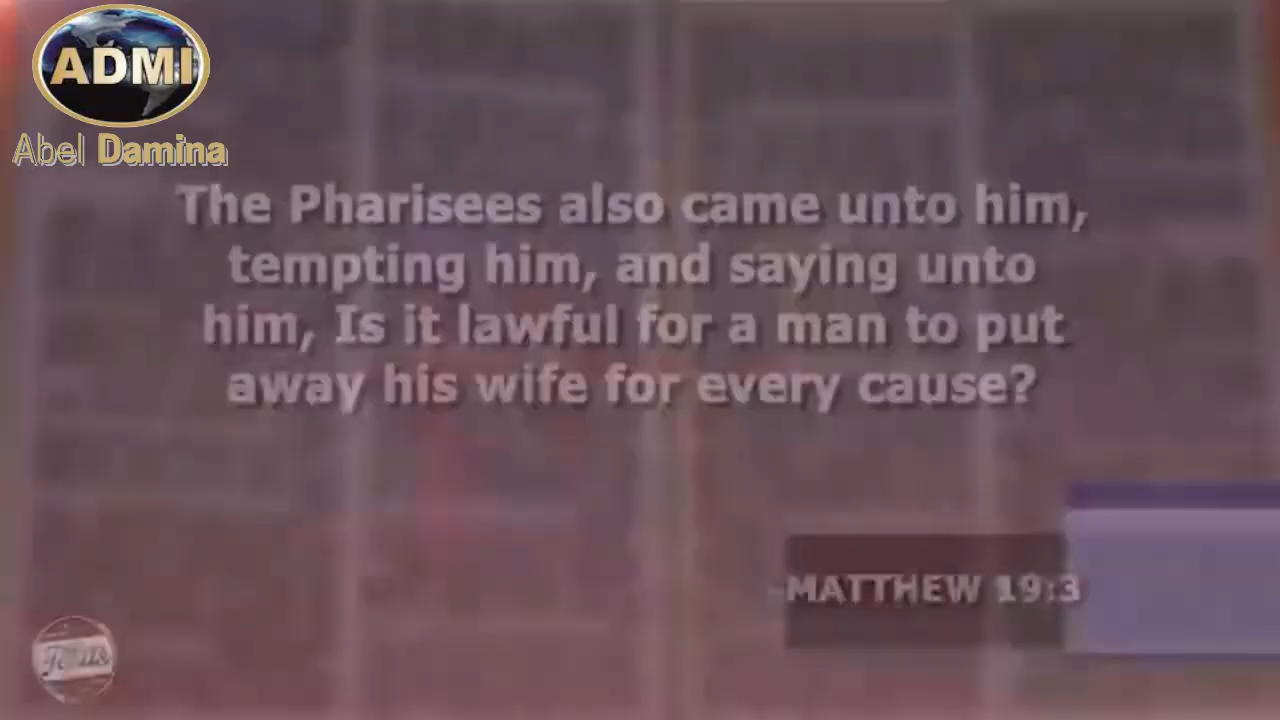 ADMI
Abel Damina
The Pharisees also came unto him,
tempting him, and saying unto
him, Is it lawful for a man to put
away his wife for every cause?
-MATTHEW 19:3